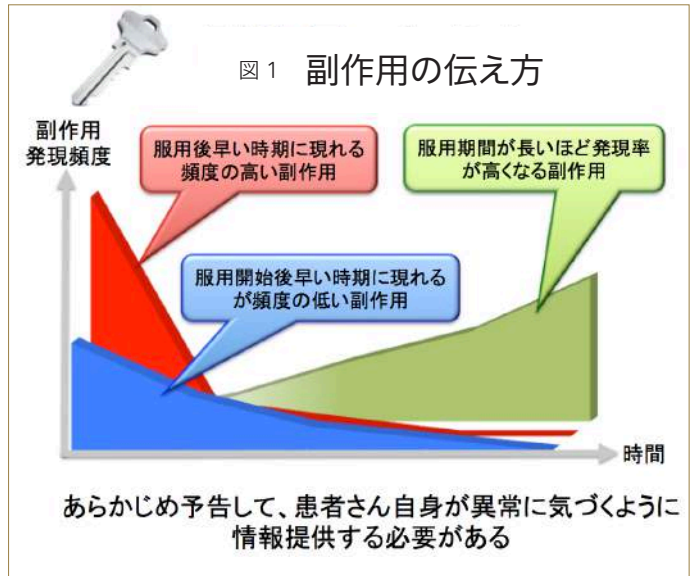 図1 副作用の伝え方
副作用
発現頻度
服用後早い時期に現れる
頻度の高い副作用
服用期間が長いほど発現率
が高くなる副作用
服用開始後早い時期に現れる
が頻度の低い副作用
時間
あらかじめ予告して、患者さん自身が異常に気づくように
情報提供する必要がある